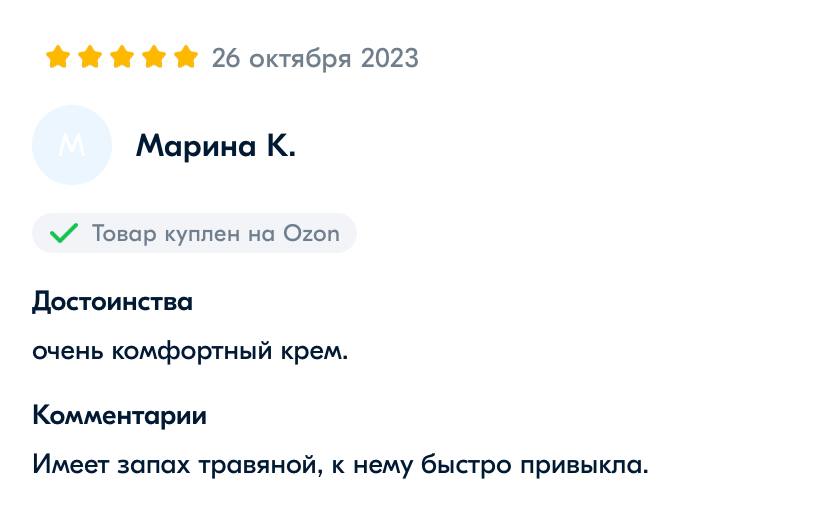 26 октября 2023
М
Марина К.
Товар куплен на Ozon
Достоинства
очень комфортный крем.
Комментарии
Имеет запах травяной, к нему быстро привыкла.